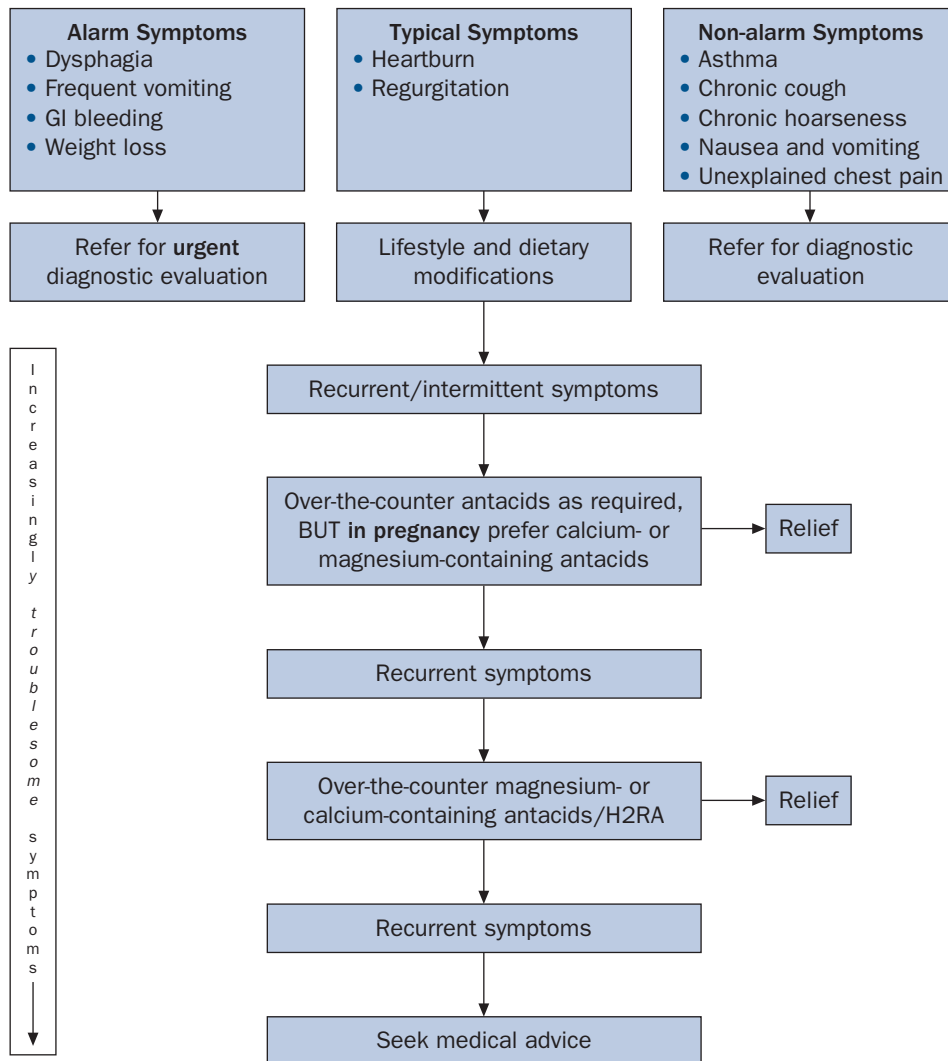 Alarm Symptoms
• Dysphagia
• Frequent vomiting
• GI bleeding
• Weight loss
Typical Symptoms
• Heartburn
• Regurgitation
Non-alarm Symptoms
• Asthma
• Chronic cough
• Chronic hoarseness
• Nausea and vomiting
• Unexplained chest pain
Refer for urgent
diagnostic evaluation
Lifestyle and dietary
modifications
Refer for diagnostic
evaluation
Increasingly troublesome symptoms
Recurrent/intermittent symptoms
Over-the-counter antacids as required,
BUT in pregnancy prefer calcium- or
magnesium-containing antacids
Relief
Recurrent symptoms
Over-the-counter magnesium- or
calcium-containing antacids/H2RA
Relief
Recurrent symptoms
Seek medical advice